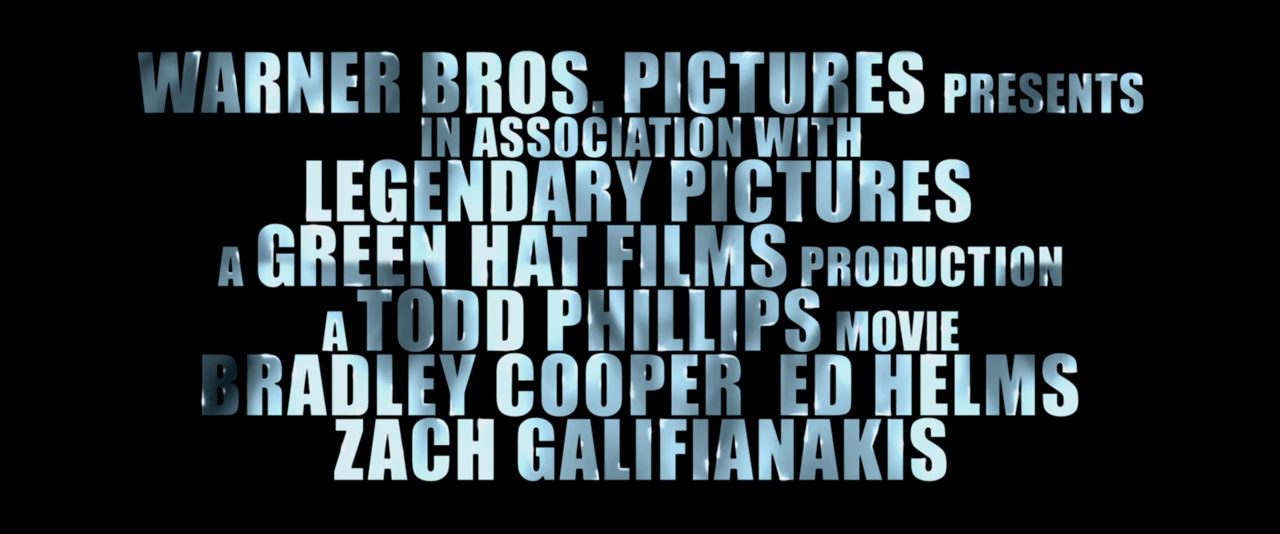 WARNER BROS. PICTURES PRESENTS
IN ASSOCIATION WITH
LEGENDARY PICTURES
A GREEN HAT FILMS PRODUCTION
A TODD PHILLIPS MOVIE
BRADLEY COOPER ED HELMS
ZACH GALIFIANAKIS